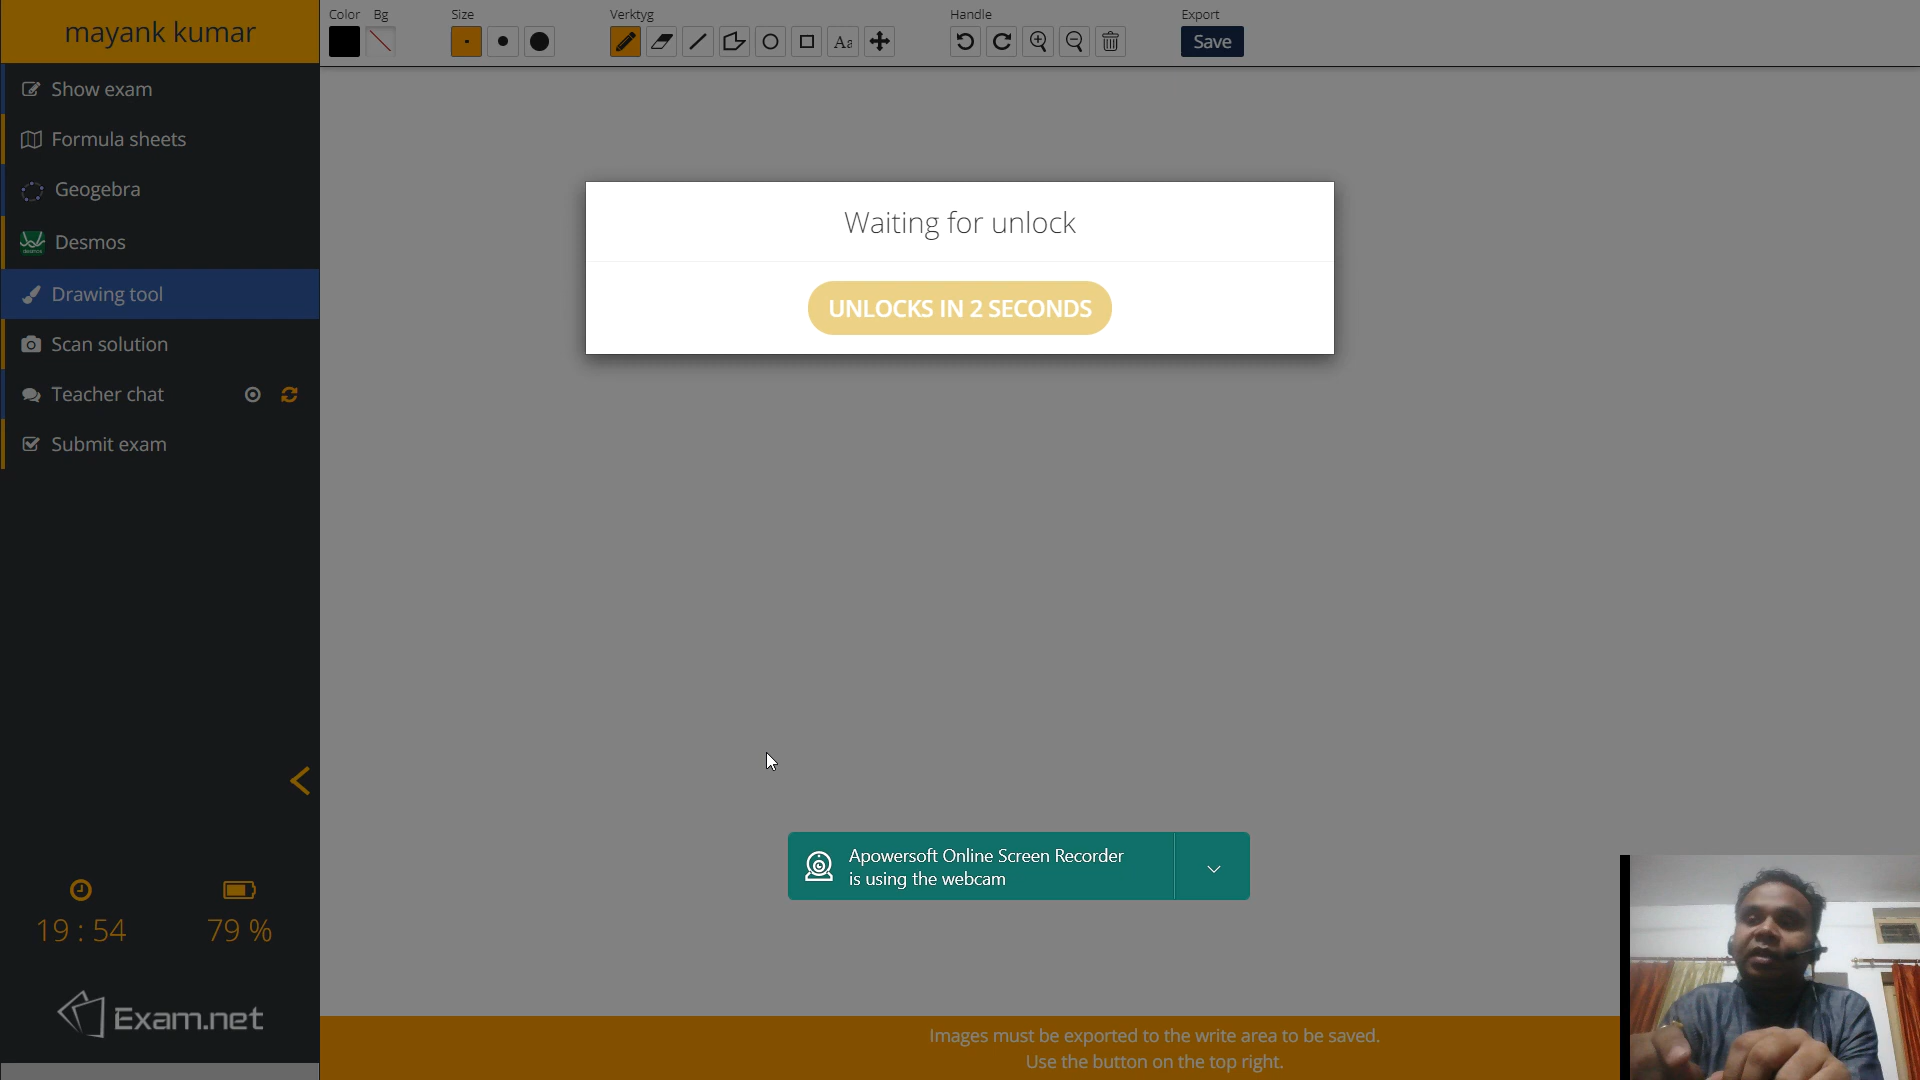 mayank kumar
Color Bg Size Verktyg Handle Export
Aa Save
Show exam
Formula sheets
Geogebra
Desmos
Drawing tool
Scan solution
Teacher chat
Submit exam
Waiting for unlock
UNLOCKS IN 2 SECONDS
Apowersoft Online Screen Recorder
is using the webcam
19 : 54 79 %
Exam.net
Images must be exported to the write area to be saved.
Use the button on the top right.